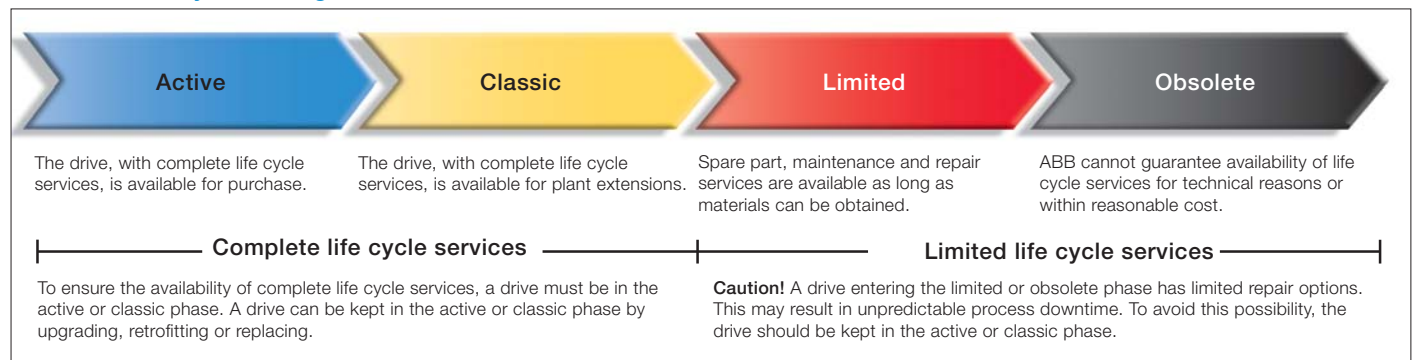 Active
Classic
Limited
Obsolete
The drive, with complete life cycle
services, is available for purchase.
The drive, with complete life cycle
services, is available for plant extensions.
Spare part, maintenance and repair
services are available as long as
materials can be obtained.
ABB cannot guarantee availability of life
cycle services for technical reasons or
within reasonable cost.
Complete life cycle services
Limited life cycle services
To ensure the availability of complete life cycle services, a drive must be in the
active or classic phase. A drive can be kept in the active or classic phase by
upgrading, retrofitting or replacing.
Caution! A drive entering the limited or obsolete phase has limited repair options.
This may result in unpredictable process downtime. To avoid this possibility, the
drive should be kept in the active or classic phase.